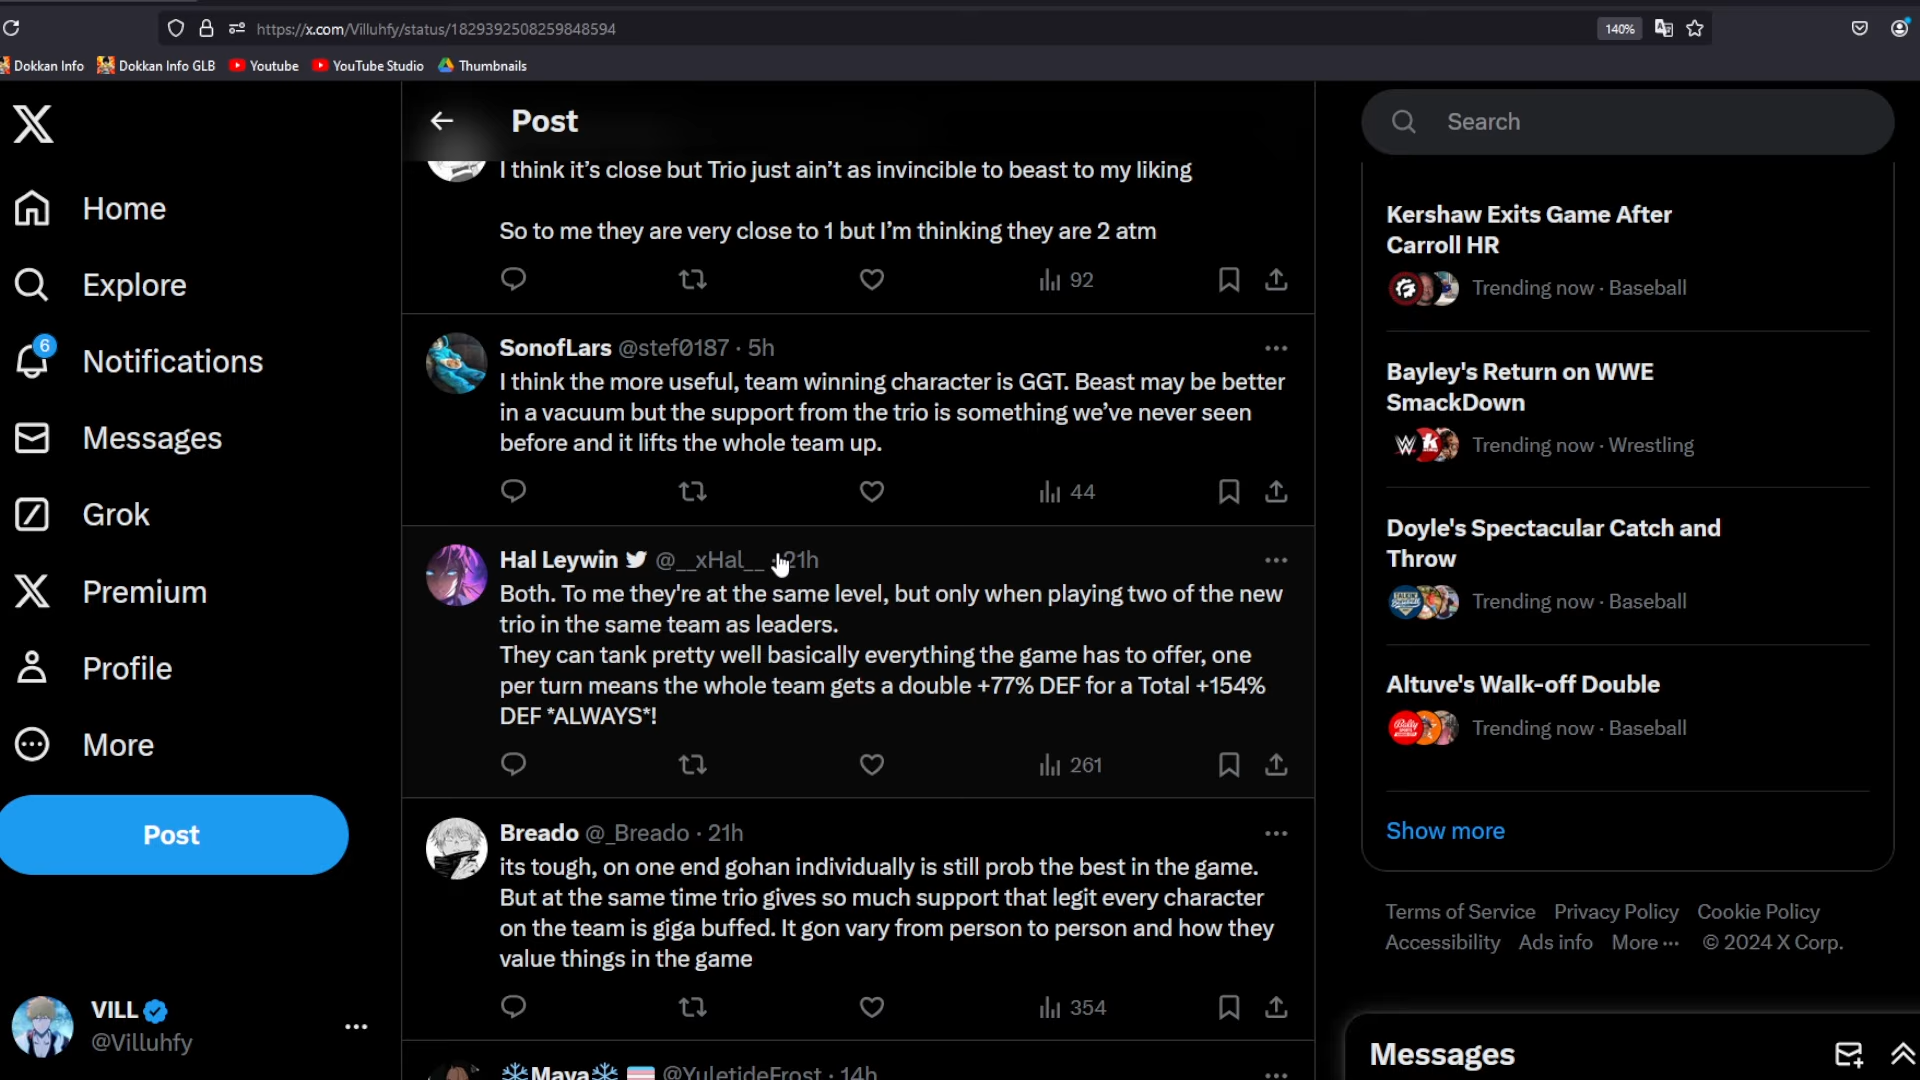 https://x.com/Villuhfy/status/1829392508259848594
140%
Dokkan Info
Dokkan Info GLB
Youtube
YouTube Studio
Thumbnails
Home
Explore
6
Notifications
Messages
Grok
Premium
Profile
More
Post
VILL
@Villuhfy
Post
I think it's close but Trio just ain't as invincible to beast to my liking
So to me they are very close to 1 but I'm thinking they are 2 atm
92
SonofLars @stef0187 · 5h
I think the more useful, team winning character is GGT. Beast may be better
in a vacuum but the support from the trio is something we've never seen
before and it lifts the whole team up.
44
Hal Leywin @__xHal__ · 21h
Both. To me they're at the same level, but only when playing two of the new
trio in the same team as leaders.
They can tank pretty well basically everything the game has to offer, one
per turn means the whole team gets a double +77% DEF for a Total +154%
DEF *ALWAYS*!
261
Breado @_Breado · 21h
its tough, on one end gohan individually is still prob the best in the game.
But at the same time trio gives so much support that legit every character
on the team is giga buffed. It gon vary from person to person and how they
value things in the game
354
❄Maya❄ @YuletideFrost · 14h
Search
Kershaw Exits Game After
Carroll HR
Trending now · Baseball
Bayley's Return on WWE
SmackDown
Trending now · Wrestling
Doyle's Spectacular Catch and
Throw
Trending now · Baseball
Altuve's Walk-off Double
Trending now · Baseball
Show more
Terms of Service Privacy Policy Cookie Policy
Accessibility Ads info More ··· © 2024 X Corp.
Messages